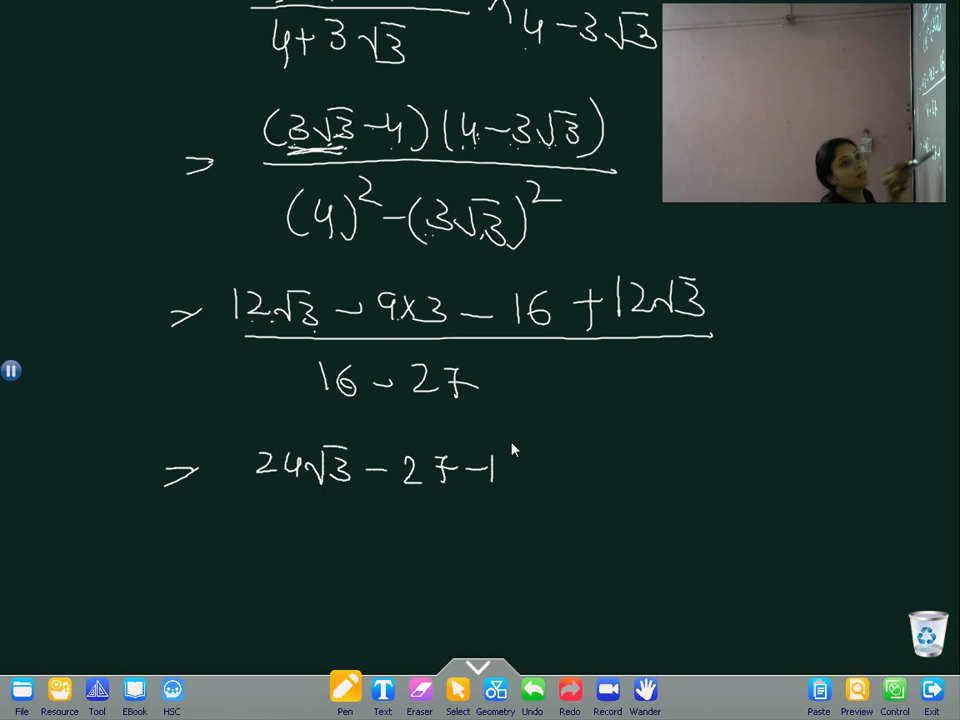 4+3√3 × 4-3√3
=> (3√3-4)(4-3√3)
(4)²-(3√3)²
=> 12√3 - 9×3 - 16 + 12√3
16 - 27
=> 24√3 - 27 - 1
File Resource Tool EBook HSC Pen Text Eraser Select Geometry Undo Redo Record Wander Paste Preview Control Exit